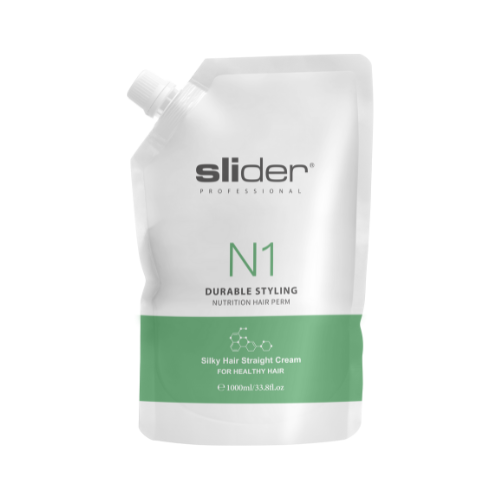 slider®
PROFESSIONAL
N1
DURABLE STYLING
NUTRITION HAIR PERM
Silky Hair Straight Cream
FOR HEALTHY HAIR
℮1000ml/33.8fl.oz